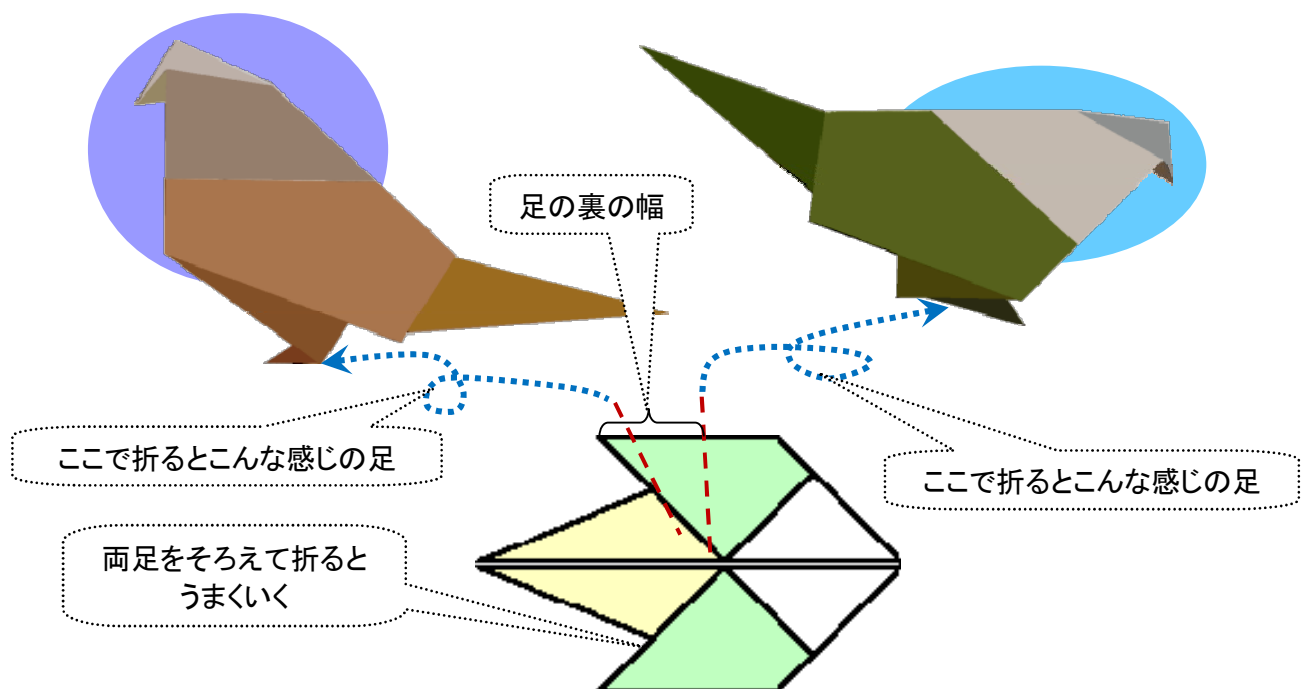 足の裏の幅
ここで折るとこんな感じの足
ここで折るとこんな感じの足
両足をそろえて折ると
うまくいく